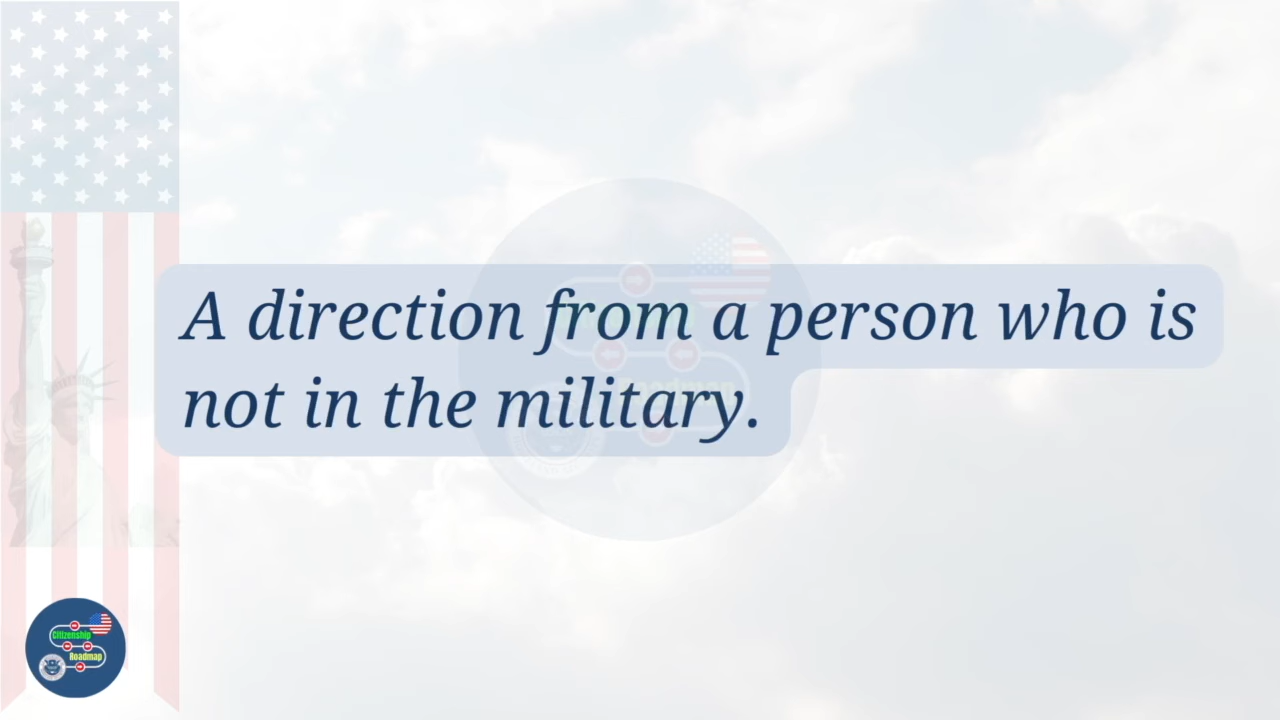 A direction from a person who is
not in the military.
Citizenship
Roadmap